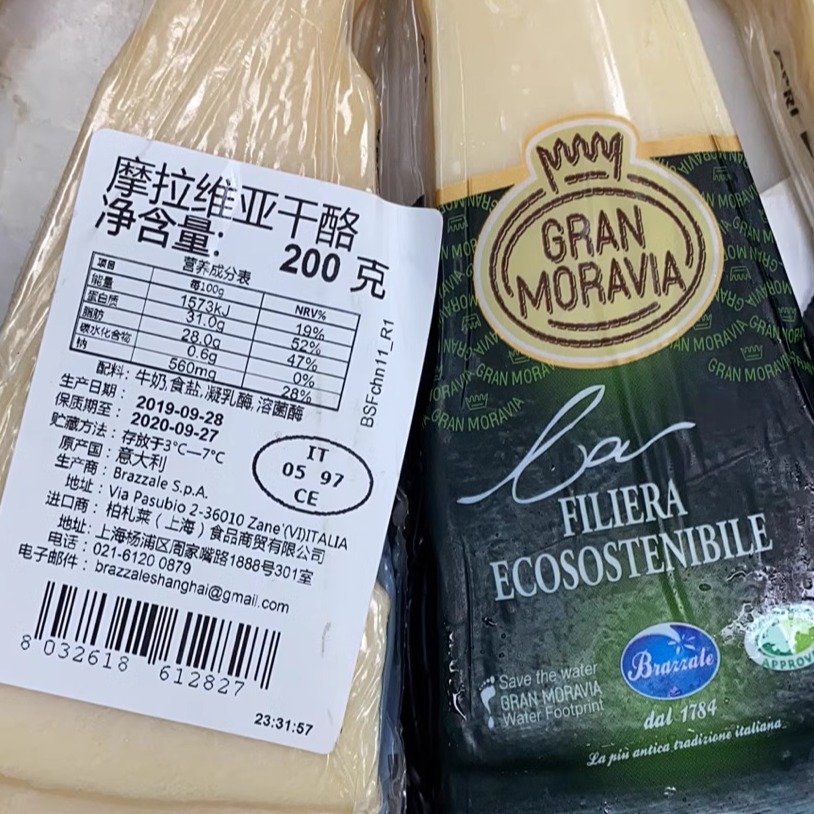 摩拉维亚干酪
净含量: 200 克
营养成分表
项目 每100g NRV%
能量 1573kJ 19%
蛋白质 31.0g 52%
脂肪 28.0g 47%
碳水化合物 0.6g 0%
钠 560mg 28%
配料: 牛奶,食盐,凝乳酶,溶菌酶
生产日期: 2019-09-28
保质期至: 2020-09-27
贮藏方法: 存放于3°C—7°C
原产国: 意大利
生产商: Brazzale S.p.A.
地址: Via Pasubio 2-36010 Zane'(VI)ITALIA
进口商: 柏札莱（上海）食品商贸有限公司
地址: 上海杨浦区周家嘴路1888号301室
电话: 021-6120 0879
电子邮件: brazzaleshanghai@gmail.com
IT
05 97
CE
BSFchn11_R1
8 032618 612827
23:31:57
GRAN
MORAVIA
GRAN MORAVIA
La
FILIERA
ECOSOSTENIBILE
Save the water
GRAN MORAVIA
Water Footprint
Brazzale
dal 1784
La più antica tradizione italiana